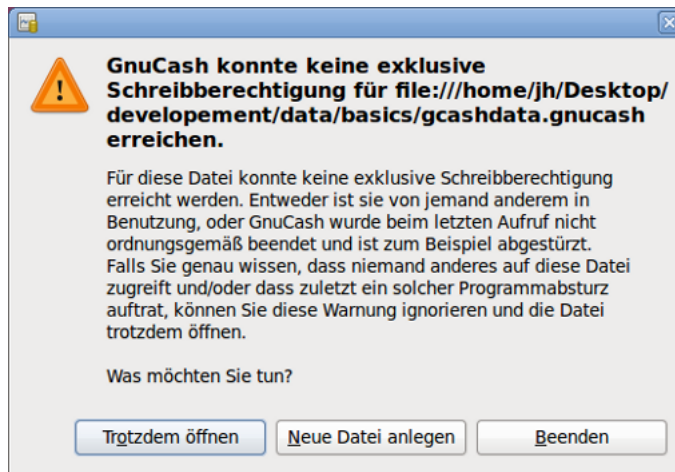 GnuCash konnte keine exklusive
Schreibberechtigung für file:///home/jh/Desktop/
developement/data/basics/gcashdata.gnucash
erreichen.
Für diese Datei konnte keine exklusive Schreibberechtigung
erreicht werden. Entweder ist sie von jemand anderem in
Benutzung, oder GnuCash wurde beim letzten Aufruf nicht
ordnungsgemäß beendet und ist zum Beispiel abgestürzt.
Falls Sie genau wissen, dass niemand anderes auf diese Datei
zugreift und/oder dass zuletzt ein solcher Programmabsturz
auftrat, können Sie diese Warnung ignorieren und die Datei
trotzdem öffnen.
Was möchten Sie tun?
Trotzdem öffnen Neue Datei anlegen Beenden